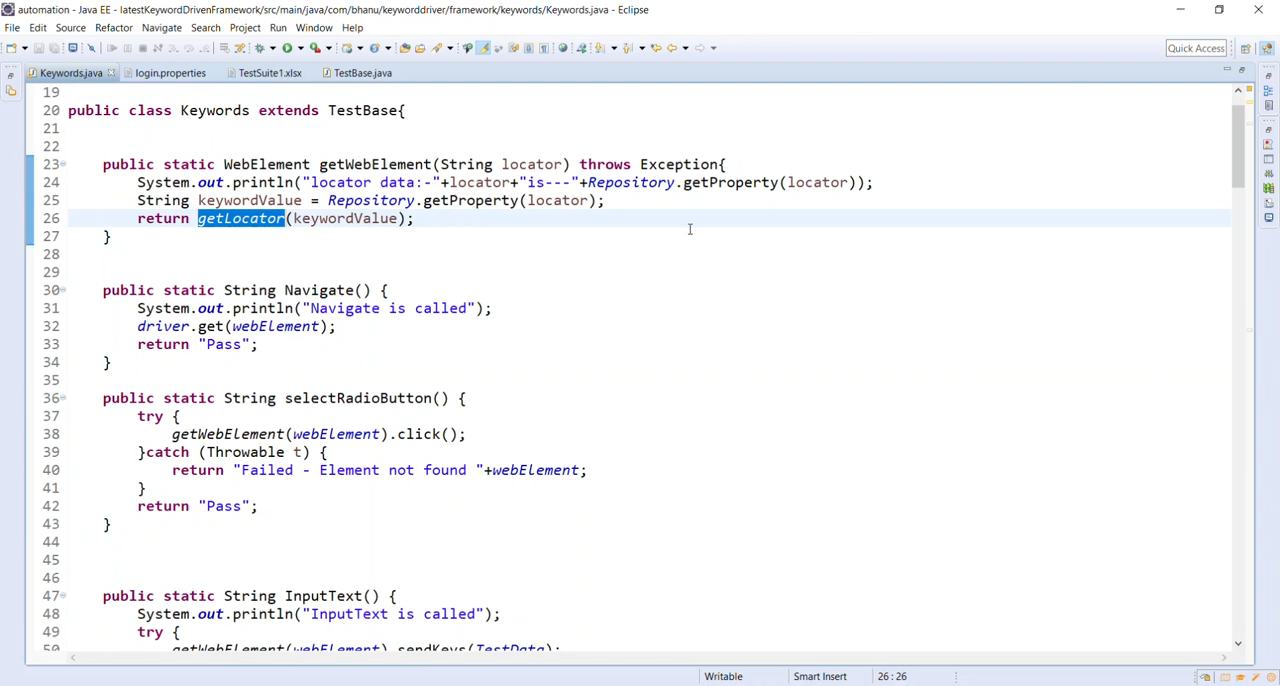 automation - Java EE - latestKeywordDrivenFramework/src/main/java/com/bhanu/keyworddriver/framework/keywords/Keywords.java - Eclipse
File Edit Source Refactor Navigate Search Project Run Window Help
Quick Access
Keywords.java login.properties TestSuite1.xlsx TestBase.java
19
20 public class Keywords extends TestBase{
21
22
23 public static WebElement getWebElement(String locator) throws Exception{
24 System.out.println("locator data:-"+locator+"is---"+Repository.getProperty(locator));
25 String keywordValue = Repository.getProperty(locator);
26 return getLocator(keywordValue);
27 }
28
29
30 public static String Navigate() {
31 System.out.println("Navigate is called");
32 driver.get(webElement);
33 return "Pass";
34 }
35
36 public static String selectRadioButton() {
37 try {
38 getWebElement(webElement).click();
39 }catch (Throwable t) {
40 return "Failed - Element not found "+webElement;
41 }
42 return "Pass";
43 }
44
45
46
47 public static String InputText() {
48 System.out.println("InputText is called");
49 try {
50 getWebElement(webElement).sendKeys(TestData);
Writable Smart Insert 26:26